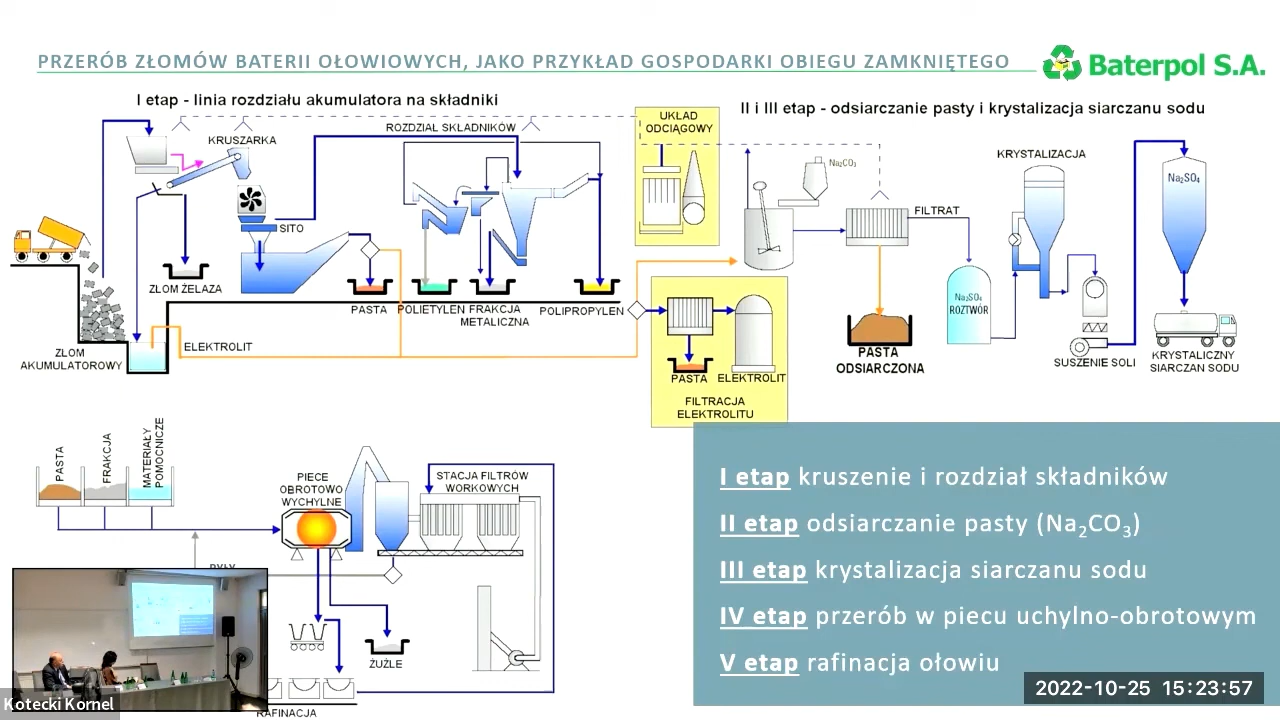 PRZERÓB ZŁOMÓW BATERII OŁOWIOWYCH, JAKO PRZYKŁAD GOSPODARKI OBIEGU ZAMKNIĘTEGO
Baterpol S.A.
I etap - linia rozdziału akumulatora na składniki
II i III etap - odsiarczanie pasty i krystalizacja siarczanu sodu
KRUSZARKA
ROZDZIAŁ SKŁADNIKÓW
UKŁAD
ODCIĄGOWY
Na₂CO₃
KRYSTALIZACJA
Na₂SO₄
SITO
FILTRAT
ZŁOM ŻELAZA
PASTA
POLIETYLEN
FRAKCJA
METALICZNA
POLIPROPYLEN
Na₂SO₄
ROZTWÓR
ZŁOM
AKUMULATOROWY
ELEKTROLIT
PASTA
ELEKTROLIT
FILTRACJA
ELEKTROLITU
PASTA
ODSIARCZONA
SUSZENIE SOLI
KRYSTALICZNY
SIARCZAN SODU
PASTA
FRAKCJA
MATERIAŁY
POMOCNICZE
PIECE
OBROTOWO
WYCHYLNE
STACJA FILTRÓW
WORKOWYCH
PYŁY
ŻUŻLE
RAFINACJA
I etap kruszenie i rozdział składników
II etap odsiarczanie pasty (Na₂CO₃)
III etap krystalizacja siarczanu sodu
IV etap przerób w piecu uchylno-obrotowym
V etap rafinacja ołowiu
2022-10-25 15:23:57
Kotecki Kornel